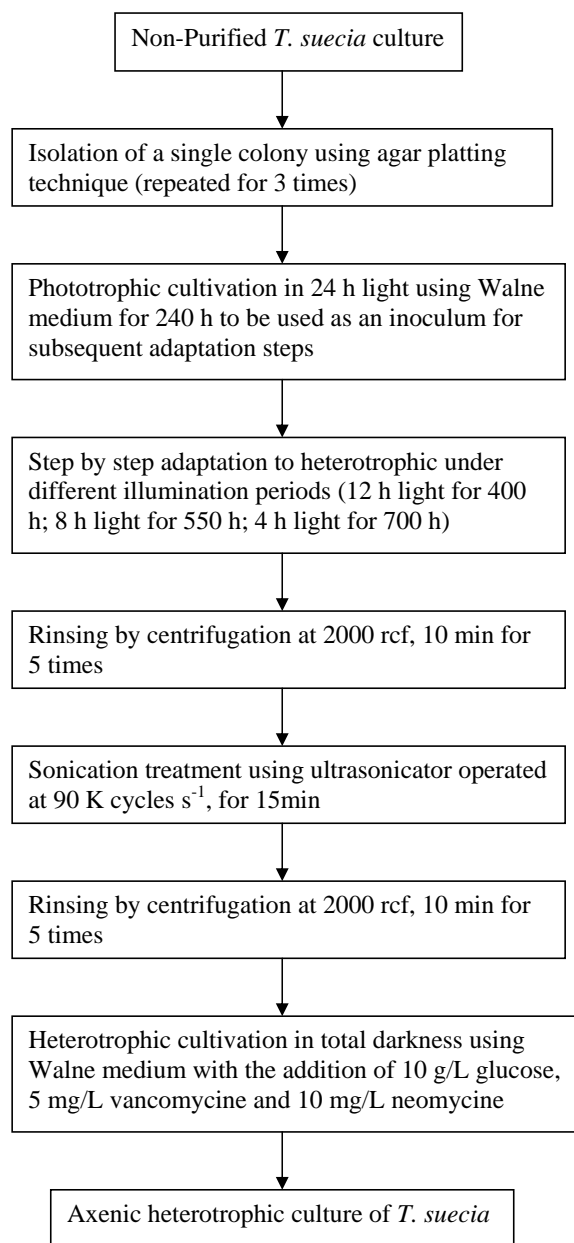 Non-Purified T. suecia culture
Isolation of a single colony using agar platting
technique (repeated for 3 times)
Phototrophic cultivation in 24 h light using Walne
medium for 240 h to be used as an inoculum for
subsequent adaptation steps
Step by step adaptation to heterotrophic under
different illumination periods (12 h light for 400
h; 8 h light for 550 h; 4 h light for 700 h)
Rinsing by centrifugation at 2000 rcf, 10 min for
5 times
Sonication treatment using ultrasonicator operated
at 90 K cycles s⁻¹, for 15min
Rinsing by centrifugation at 2000 rcf, 10 min for
5 times
Heterotrophic cultivation in total darkness using
Walne medium with the addition of 10 g/L glucose,
5 mg/L vancomycine and 10 mg/L neomycine
Axenic heterotrophic culture of T. suecia